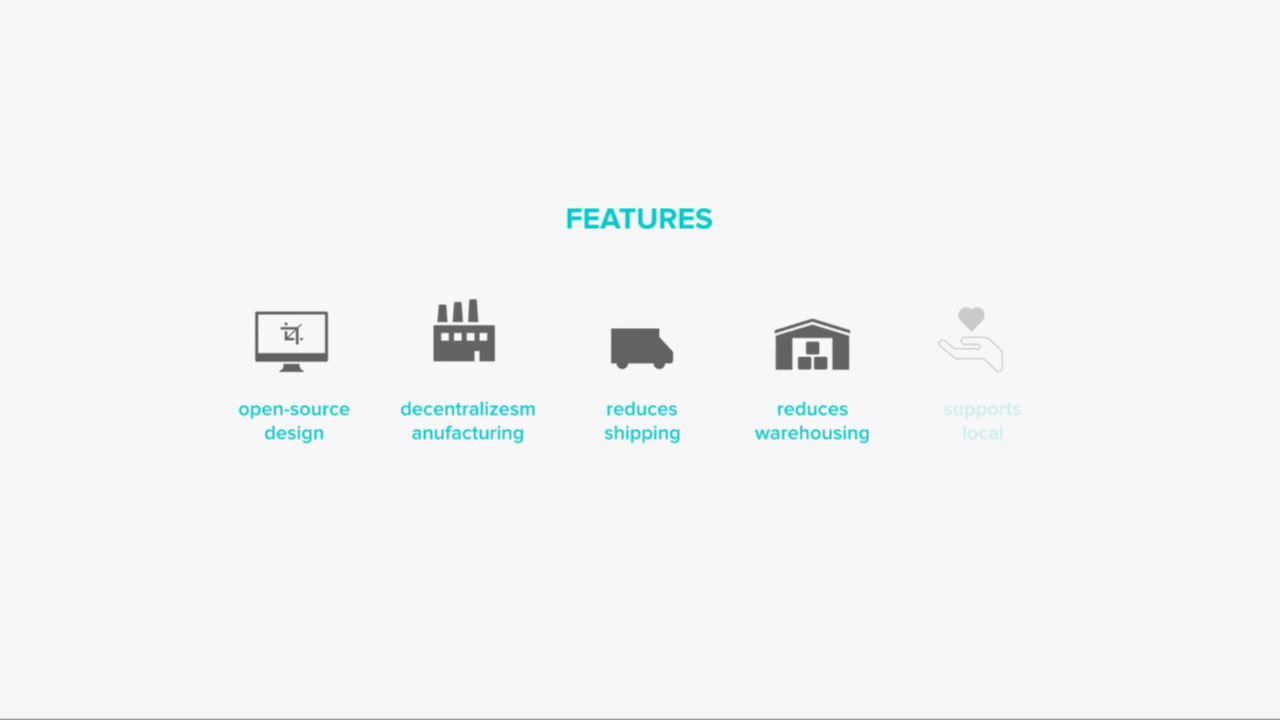 FEATURES
open-source
design
decentralizesm
anufacturing
reduces
shipping
reduces
warehousing
supports
local